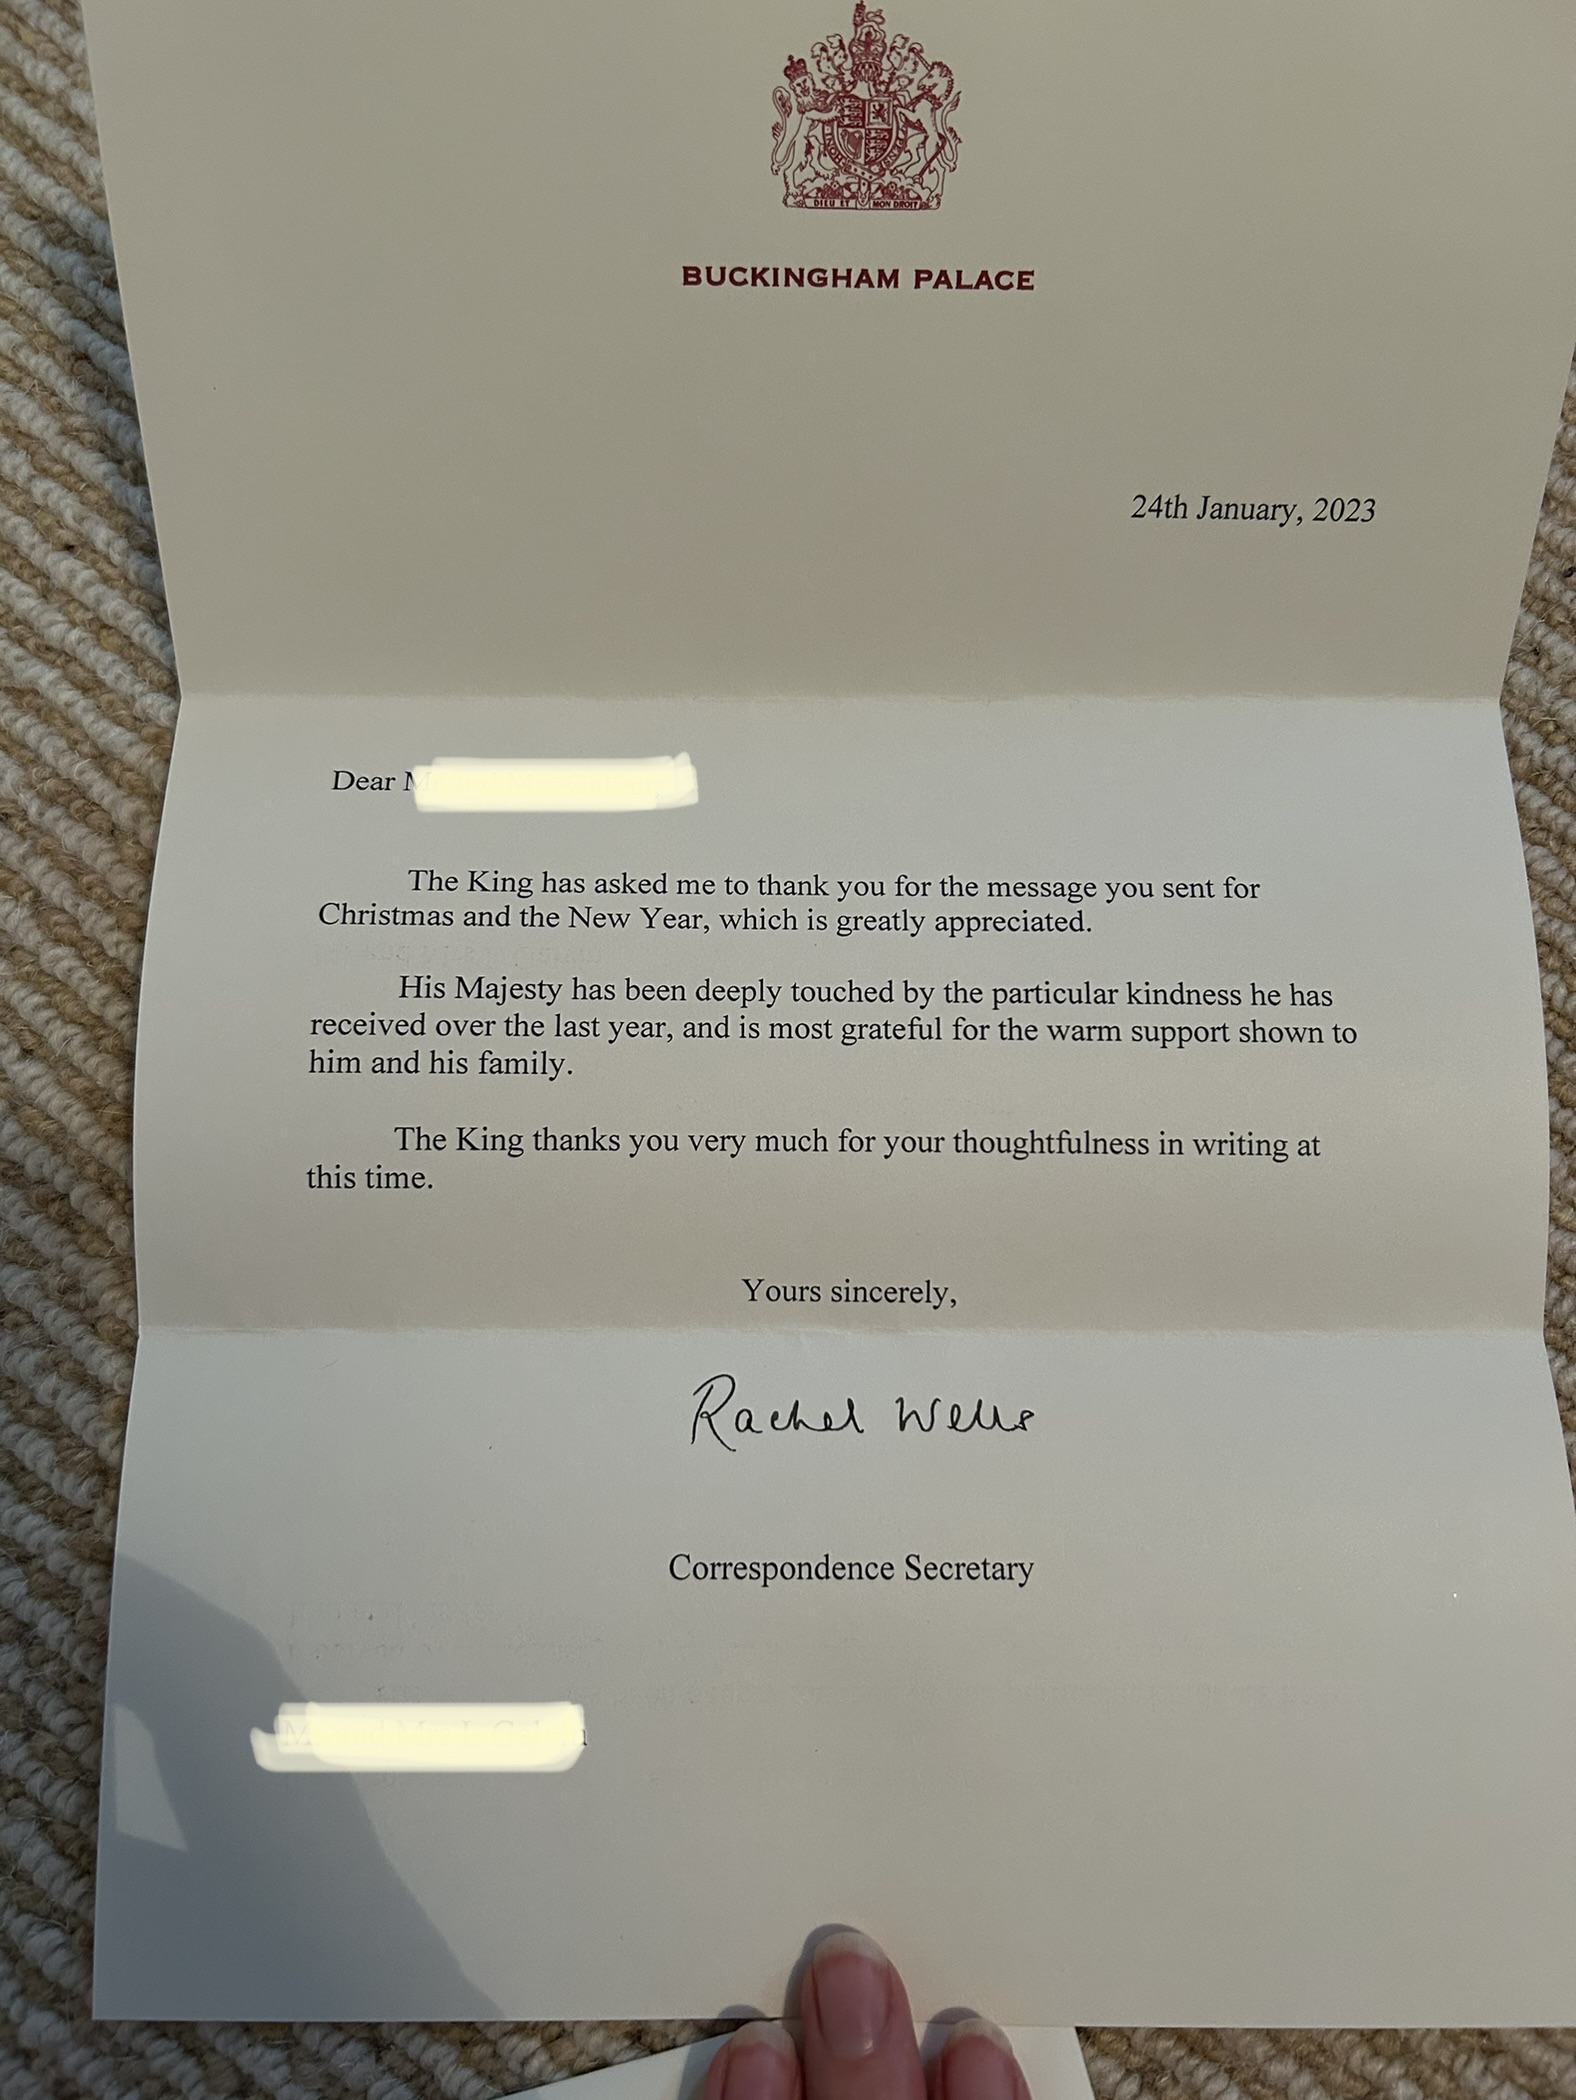 DIEU ET MON DROIT
BUCKINGHAM PALACE
24th January, 2023
Dear
The King has asked me to thank you for the message you sent for
Christmas and the New Year, which is greatly appreciated.
His Majesty has been deeply touched by the particular kindness he has
received over the last year, and is most grateful for the warm support shown to
him and his family.
The King thanks you very much for your thoughtfulness in writing at
this time.
Yours sincerely,
Rachel Wells
Correspondence Secretary